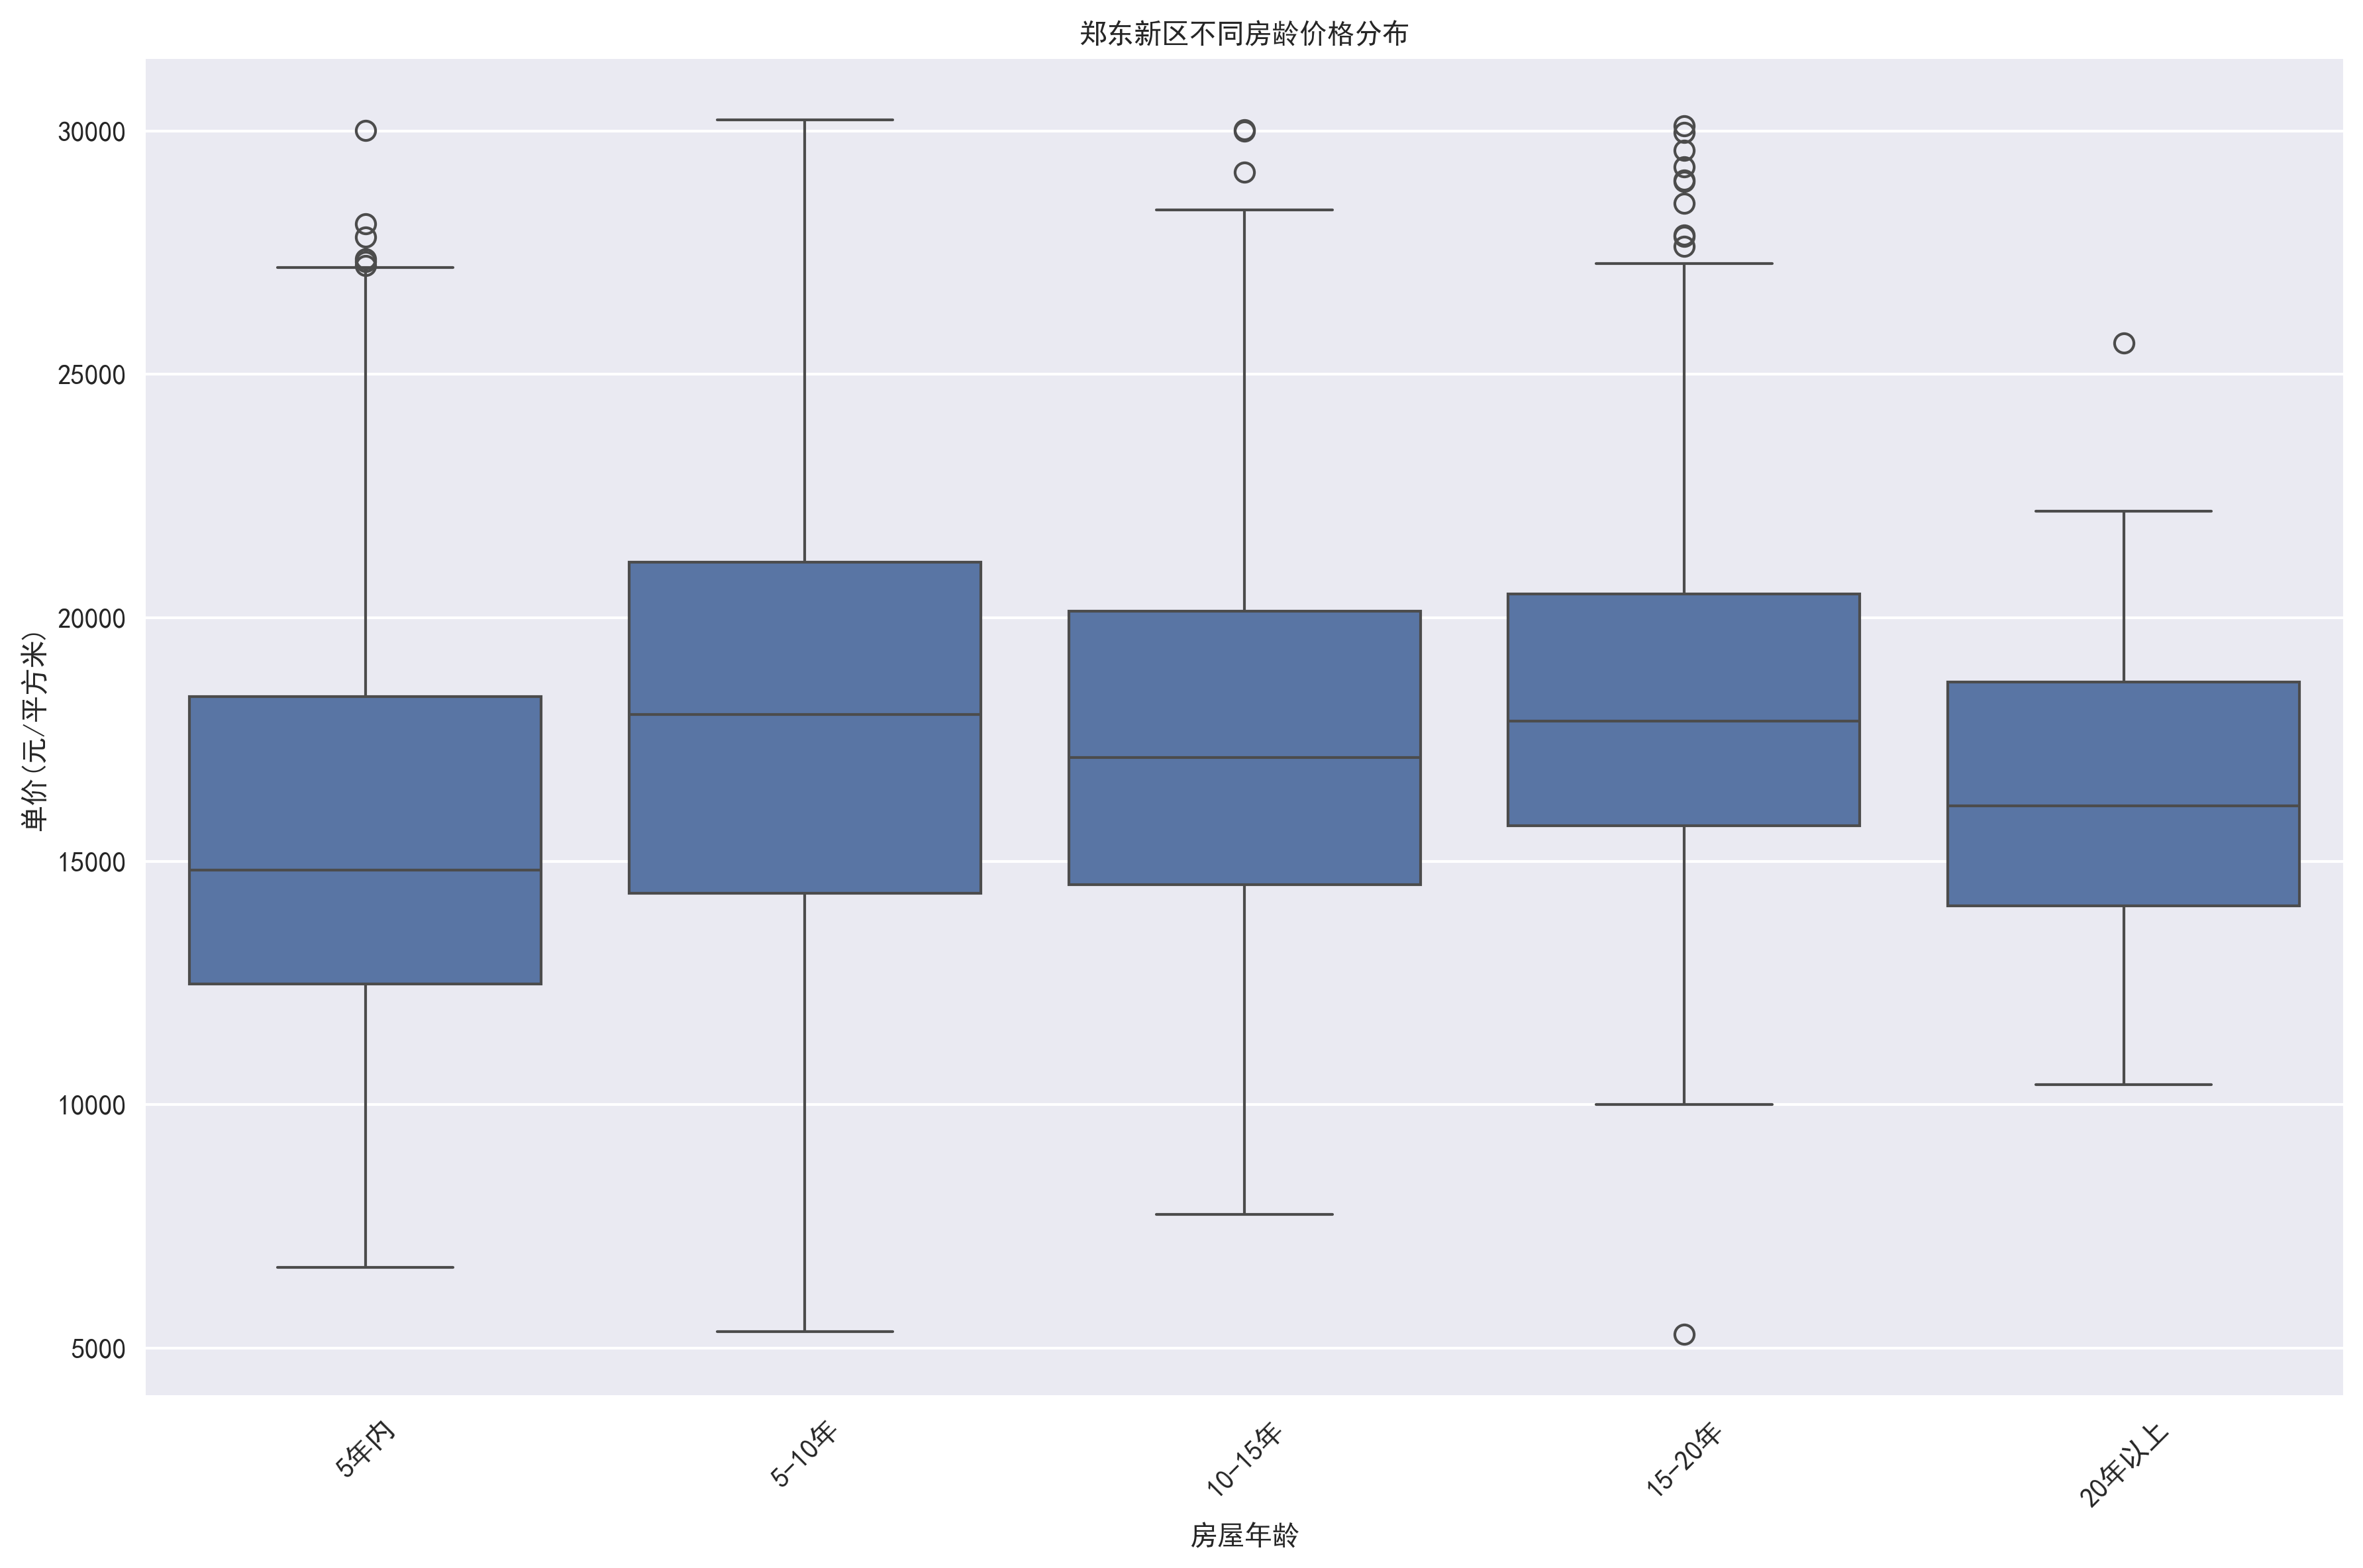 郑东新区不同房龄价格分布
30000
25000
20000
15000
10000
5000
单价(元/平方米)
5年内
5-10年
10-15年
15-20年
20年以上
房屋年龄